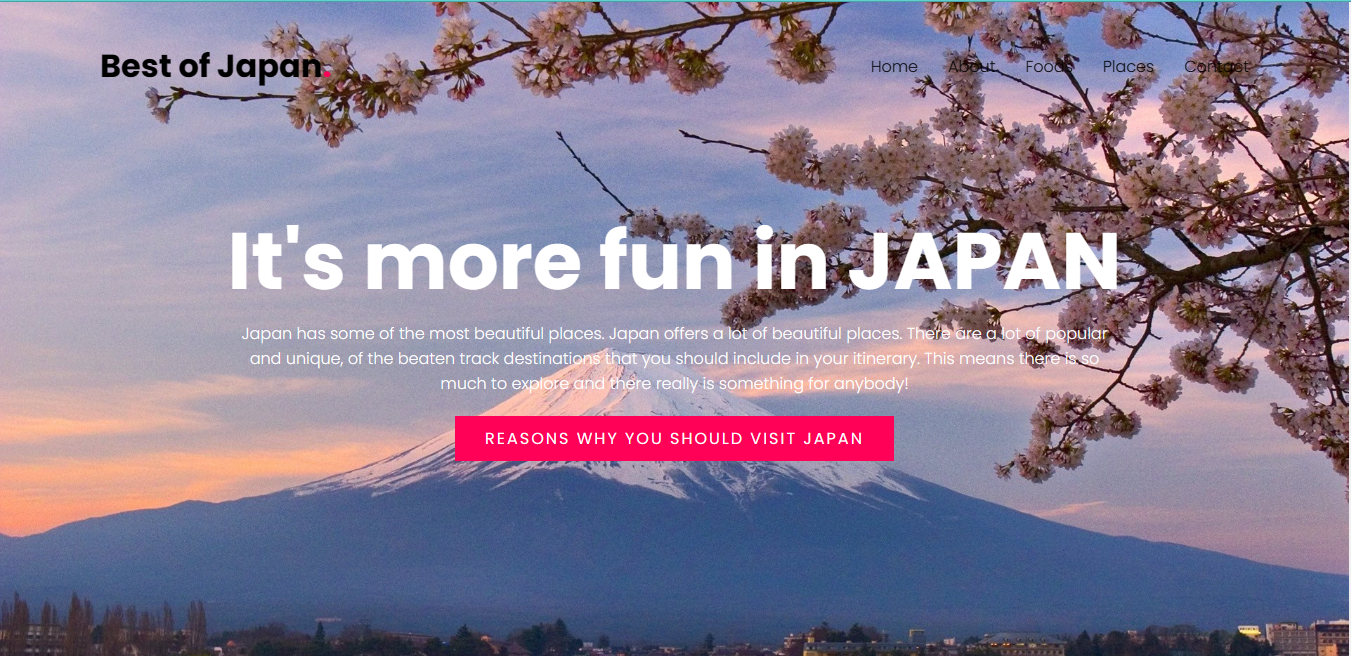 Best of Japan.
Home About Foods Places Contact
It's more fun in JAPAN
Japan has some of the most beautiful places. Japan offers a lot of beautiful places. There are a lot of popular
and unique, of the beaten track destinations that you should include in your itinerary. This means there is so
much to explore and there really is something for anybody!
REASONS WHY YOU SHOULD VISIT JAPAN